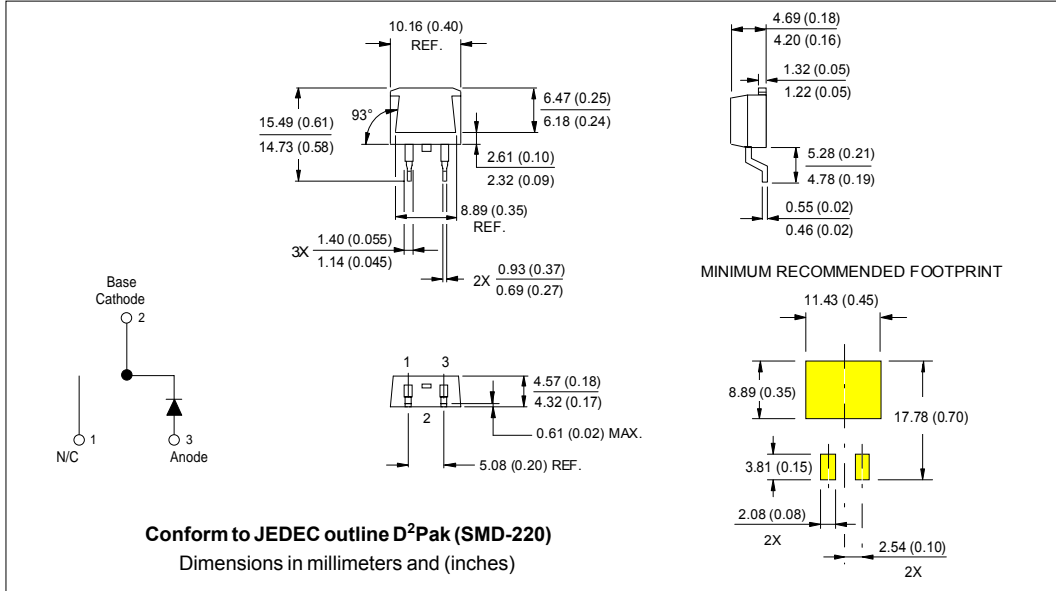 10.16 (0.40)
REF.
93°
15.49 (0.61)
14.73 (0.58)
6.47 (0.25)
6.18 (0.24)
2.61 (0.10)
2.32 (0.09)
8.89 (0.35)
REF.
3X
1.40 (0.055)
1.14 (0.045)
2X
0.93 (0.37)
0.69 (0.27)
4.69 (0.18)
4.20 (0.16)
1.32 (0.05)
1.22 (0.05)
5.28 (0.21)
4.78 (0.19)
0.55 (0.02)
0.46 (0.02)
Base
Cathode
2
1
N/C
3
Anode
1 3
2
4.57 (0.18)
4.32 (0.17)
0.61 (0.02) MAX.
5.08 (0.20) REF.
MINIMUM RECOMMENDED FOOTPRINT
11.43 (0.45)
8.89 (0.35)
17.78 (0.70)
3.81 (0.15)
2.08 (0.08)
2X
2.54 (0.10)
2X
Conform to JEDEC outline D²Pak (SMD-220)
Dimensions in millimeters and (inches)